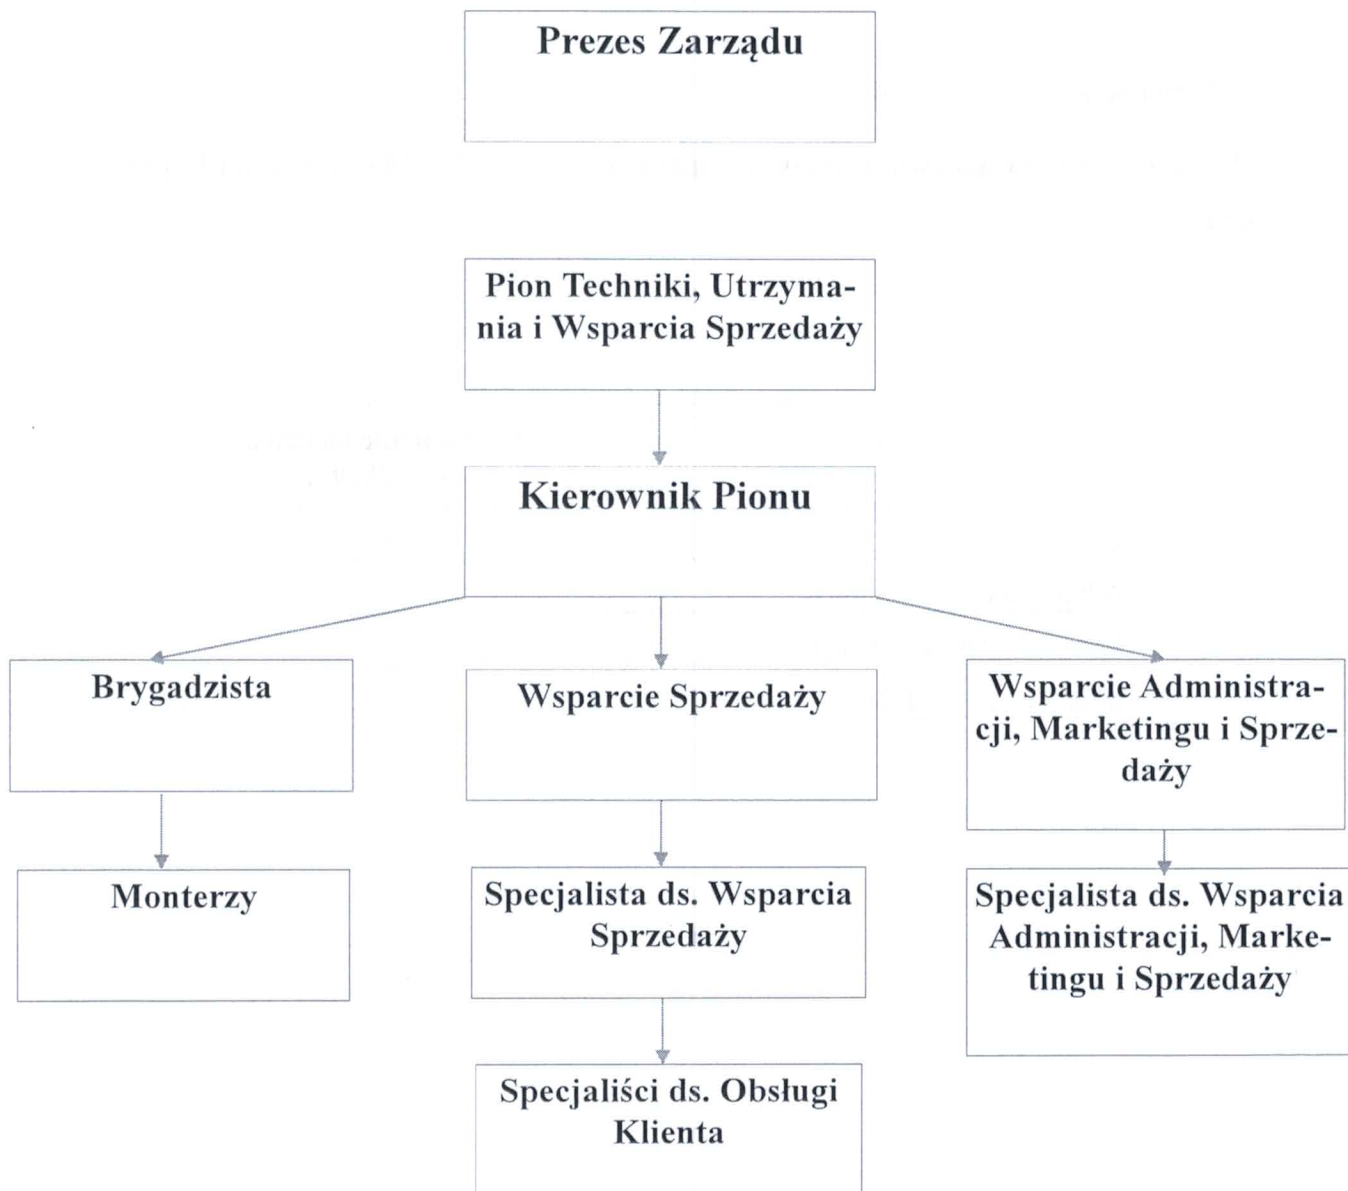 Prezes Zarządu
Pion Techniki, Utrzyma-
nia i Wsparcia Sprzedaży
Kierownik Pionu
Brygadzista
Wsparcie Sprzedaży
Wsparcie Administra-
cji, Marketingu i Sprze-
daży
Monterzy
Specjalista ds. Wsparcia
Sprzedaży
Specjalista ds. Wsparcia
Administracji, Marke-
tingu i Sprzedaży
Specjaliści ds. Obsługi
Klienta